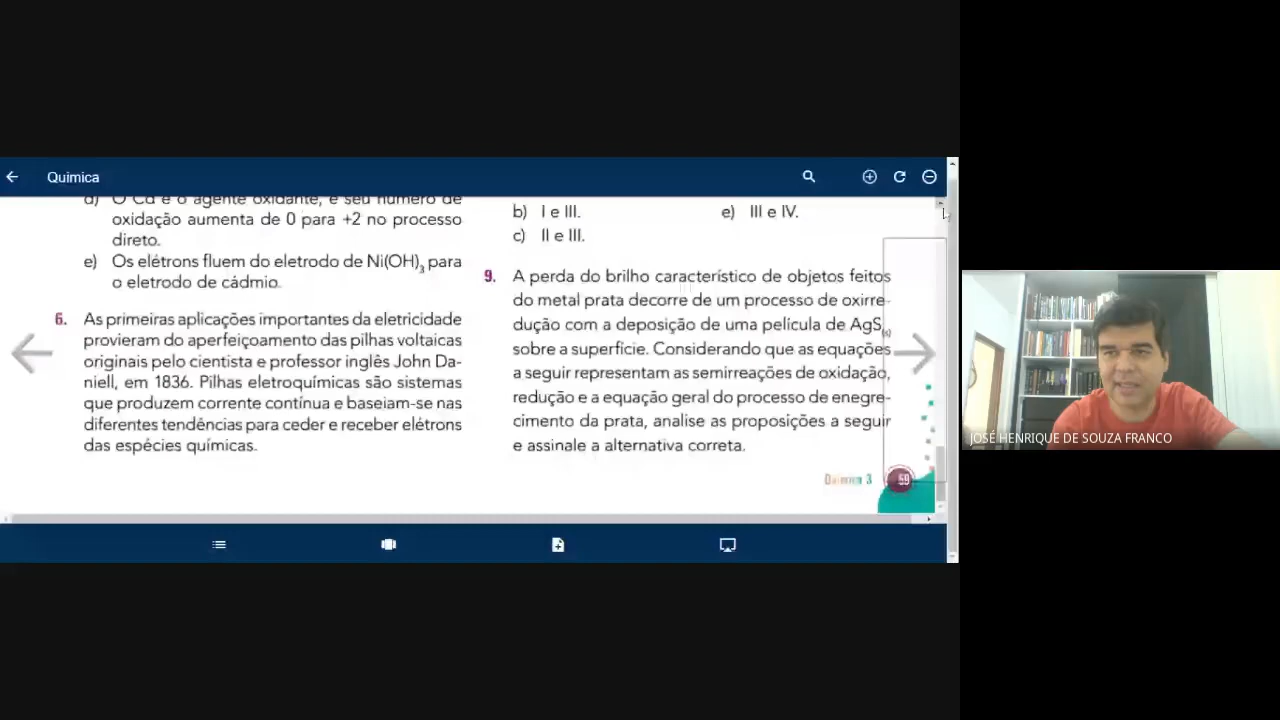 Quimica
d) O Cd é o agente oxidante, e seu número de
oxidação aumenta de 0 para +2 no processo
direto.
e) Os elétrons fluem do eletrodo de Ni(OH)3 para
o eletrodo de cádmio.
6. As primeiras aplicações importantes da eletricidade
provieram do aperfeiçoamento das pilhas voltaicas
originais pelo cientista e professor inglês John Da-
niell, em 1836. Pilhas eletroquímicas são sistemas
que produzem corrente contínua e baseiam-se nas
diferentes tendências para ceder e receber elétrons
das espécies químicas.
b) I e III.
e) III e IV.
c) II e III.
9. A perda do brilho característico de objetos feitos
do metal prata decorre de um processo de oxirre-
dução com a deposição de uma película de AgS(s)
sobre a superfície. Considerando que as equações
a seguir representam as semirreações de oxidação,
redução e a equação geral do processo de enegre-
cimento da prata, analise as proposições a seguir
e assinale a alternativa correta.
Química 3
59
JOSÉ HENRIQUE DE SOUZA FRANCO